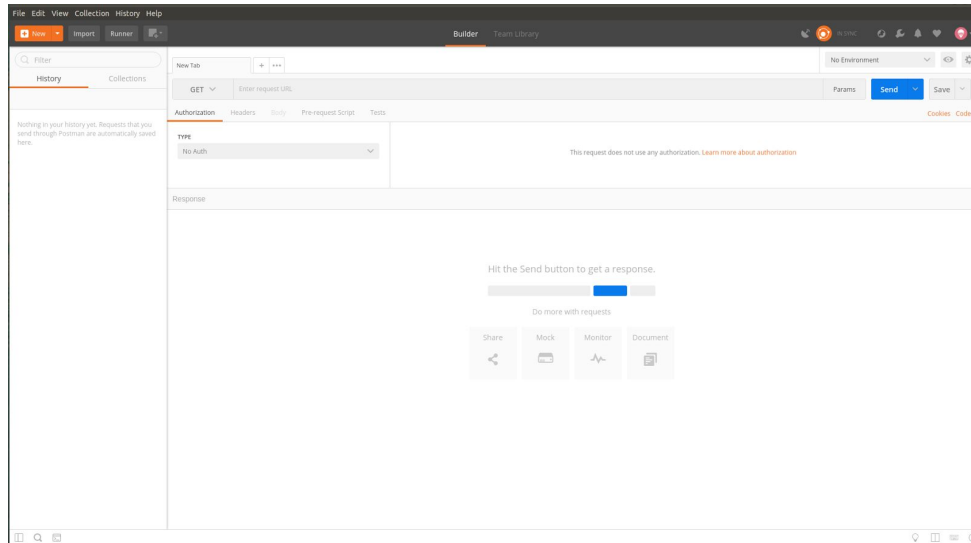 File Edit View Collection History Help
New Import Runner Builder Team Library IN SYNC
Filter
History Collections
Nothing in your history yet. Requests that you
send through Postman are automatically saved
here.
New Tab + ••• No Environment
GET Enter request URL Params Send Save
Authorization Headers Body Pre-request Script Tests Cookies Code
TYPE
No Auth
This request does not use any authorization. Learn more about authorization
Response
Hit the Send button to get a response.
Do more with requests
Share Mock Monitor Document